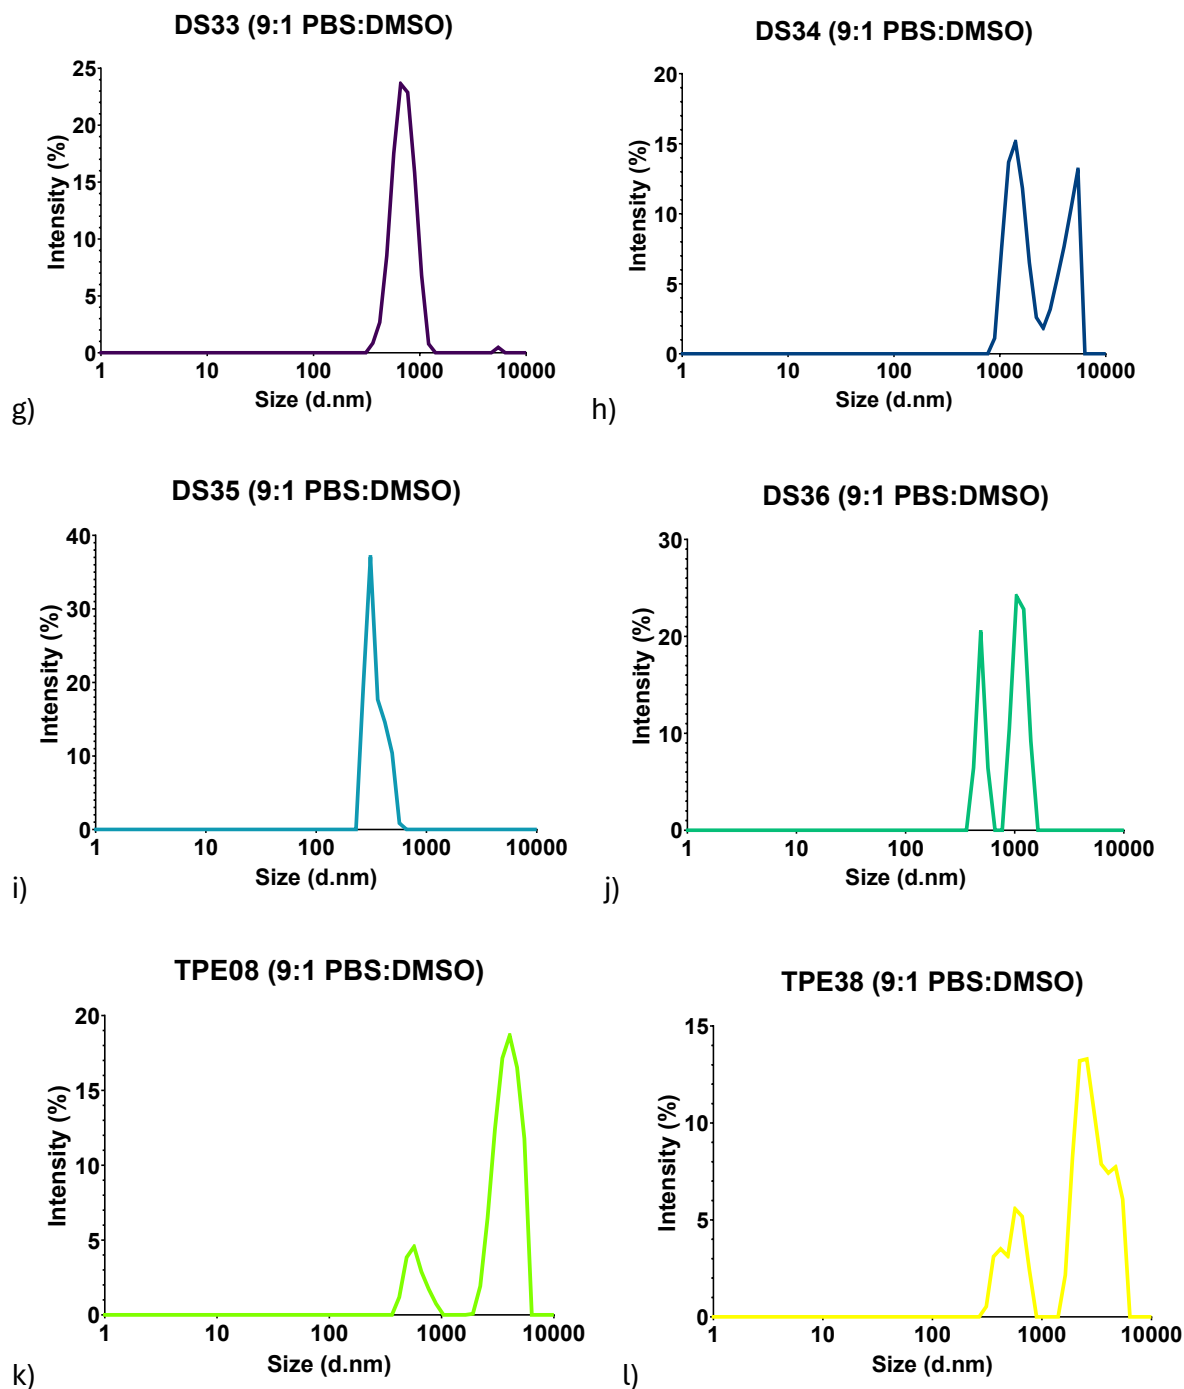 DS33 (9:1 PBS:DMSO)
Intensity (%)
25
20
15
10
5
0
1 10 100 1000 10000
Size (d.nm)
g)
DS34 (9:1 PBS:DMSO)
Intensity (%)
20
15
10
5
0
1 10 100 1000 10000
Size (d.nm)
h)
DS35 (9:1 PBS:DMSO)
Intensity (%)
40
30
20
10
0
1 10 100 1000 10000
Size (d.nm)
i)
DS36 (9:1 PBS:DMSO)
Intensity (%)
30
20
10
0
1 10 100 1000 10000
Size (d.nm)
j)
TPE08 (9:1 PBS:DMSO)
Intensity (%)
20
15
10
5
0
1 10 100 1000 10000
Size (d.nm)
k)
TPE38 (9:1 PBS:DMSO)
Intensity (%)
15
10
5
0
1 10 100 1000 10000
Size (d.nm)
l)